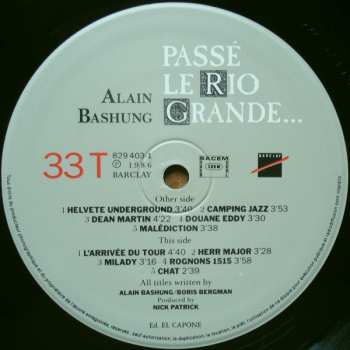 PASSÉ
LE RIO
GRANDE...
ALAIN
BASHUNG
33 T
829 403 1
℗ 1986
BARCLAY
SACEM
BARCLAY
Other side
1 HELVETE UNDERGROUND 3'40 2 CAMPING JAZZ 3'53
3 DEAN MARTIN 4'22 4 DOUANE EDDY 3'30
5 MALÉDICTION 3'38
This side
1 L'ARRIVÉE DU TOUR 4'40 2 HERR MAJOR 3'28
3 MILADY 3'16 4 ROGNONS 1515 3'58
5 CHAT 2'39
All titles written by
ALAIN BASHUNG/BORIS BERGMAN
Produced by
NICK PATRICK
Ed. EL CAPONE